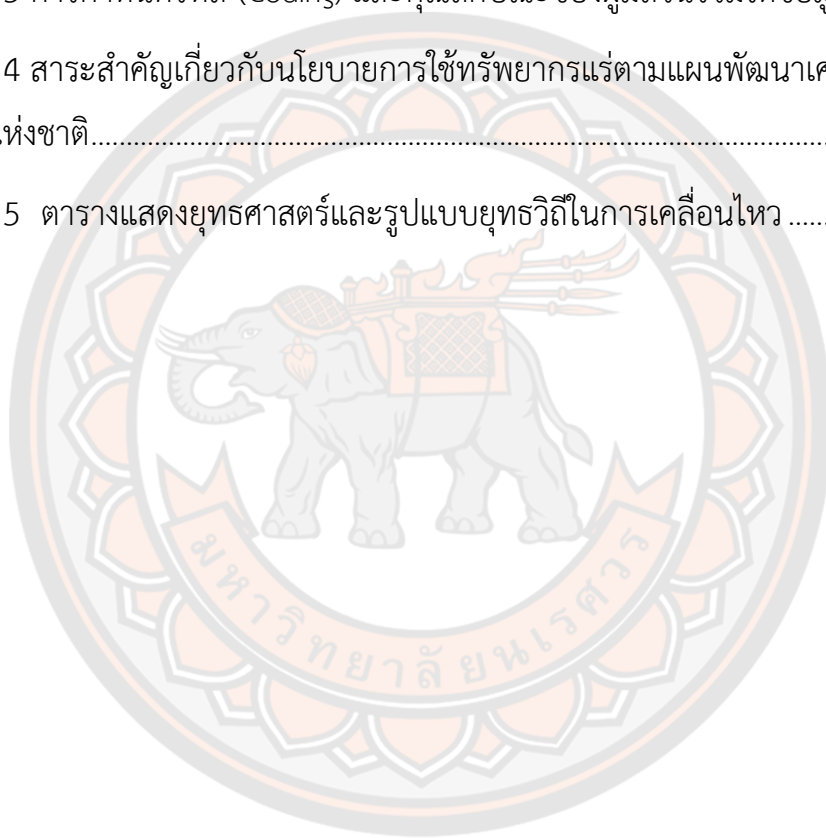 4 สาระสำคัญเกี่ยวกับนโยบายการใช้ทรัพยากรแร่ตามแผนพัฒนาเศ
ห่งชาติ....................................................................................................
5 ตารางแสดงยุทธศาสตร์และรูปแบบยุทธวิถีในการเคลื่อนไหว ......
มหาวิทยาลัยนเรศวร